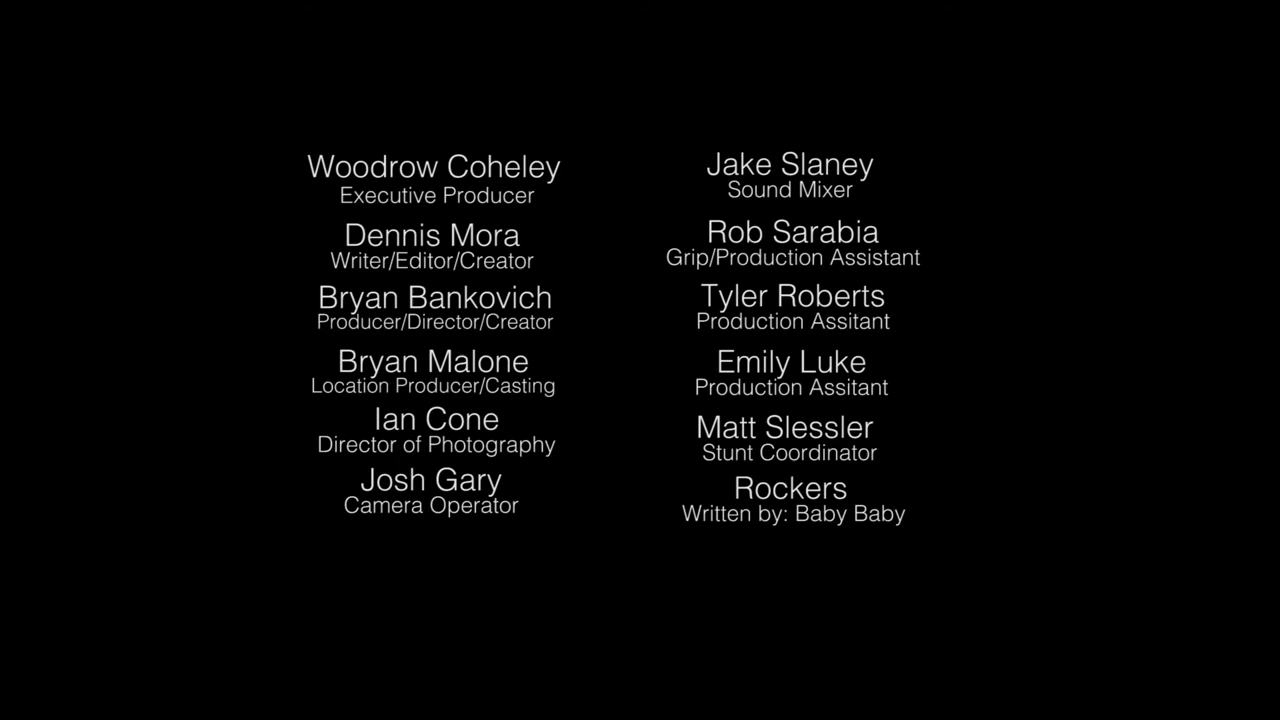 Woodrow Coheley
Executive Producer
Dennis Mora
Writer/Editor/Creator
Bryan Bankovich
Producer/Director/Creator
Bryan Malone
Location Producer/Casting
Ian Cone
Director of Photography
Josh Gary
Camera Operator
Jake Slaney
Sound Mixer
Rob Sarabia
Grip/Production Assistant
Tyler Roberts
Production Assitant
Emily Luke
Production Assitant
Matt Slessler
Stunt Coordinator
Rockers
Written by: Baby Baby